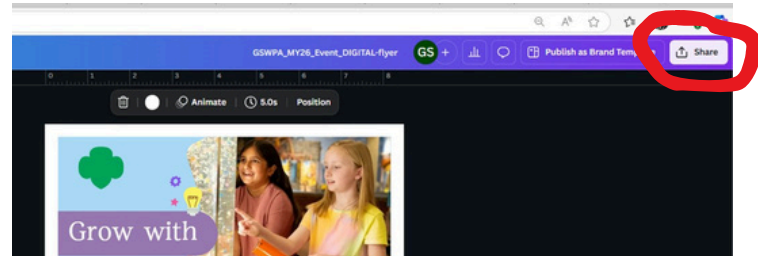 GSWPA_MY26_Event_DIGITAL-flyer GS + Publish as Brand Share
0 1 2 3 4 5 6 7 8
Animate 5.0s Position
Grow with